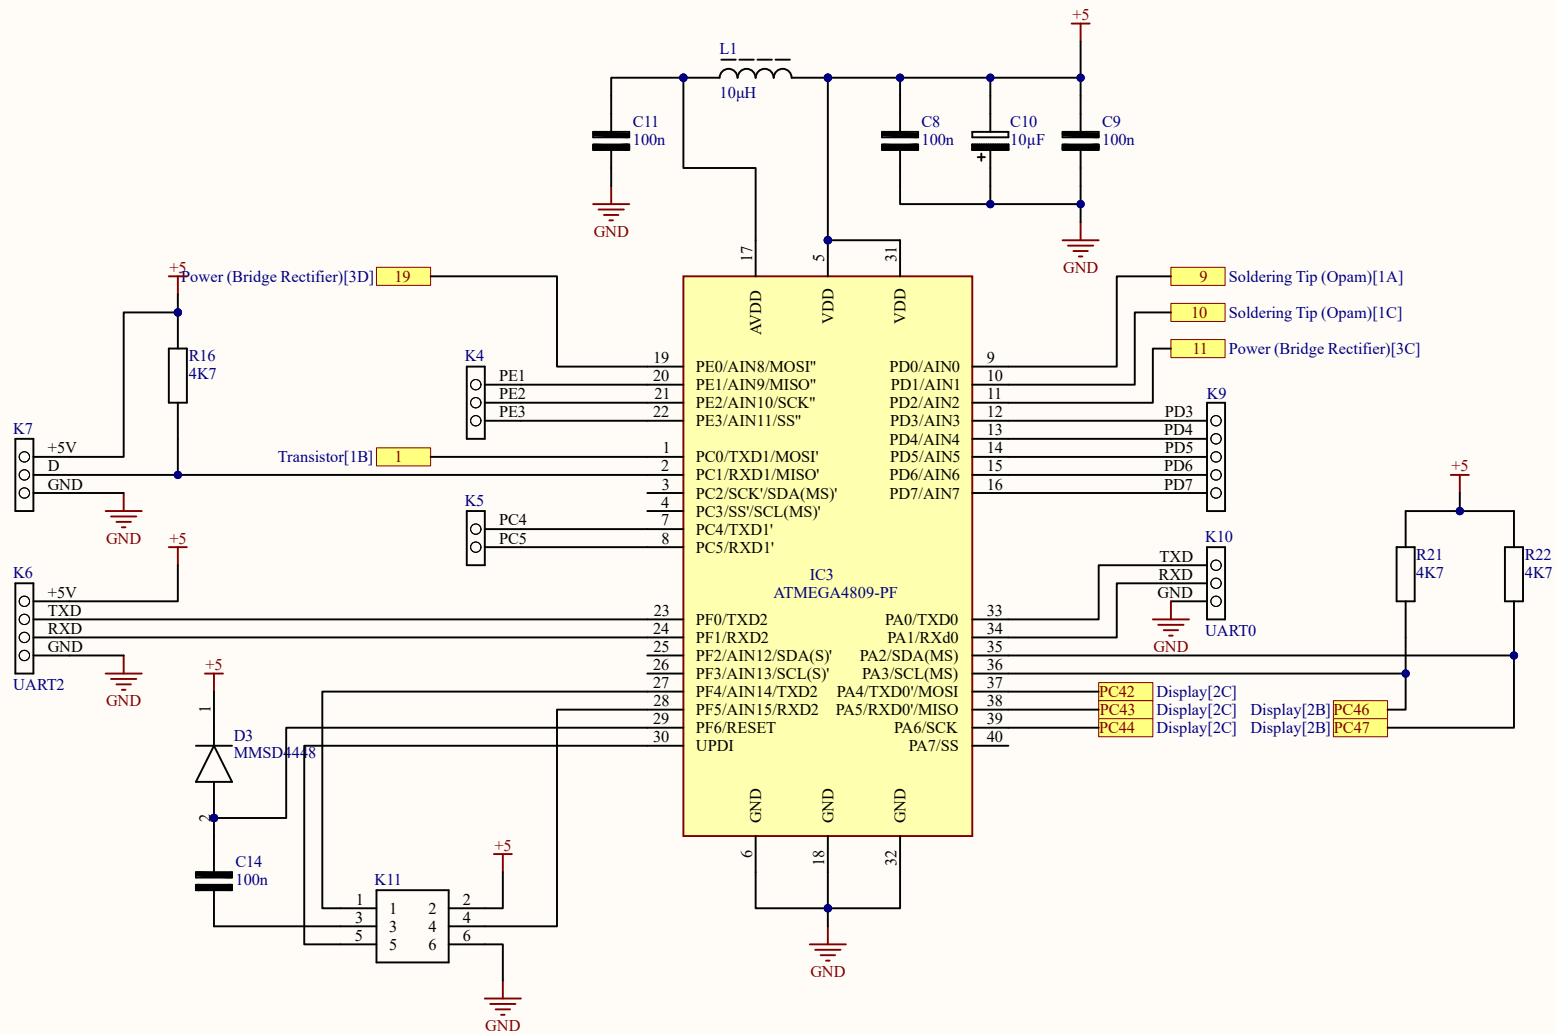 +5
L1
10µH
C11
100n
C8
100n
C10
10µF
+
C9
100n
GND
GND
17
5
31
+5
Power (Bridge Rectifier)[3D]
19
9
Soldering Tip (Opam)[1A]
10
Soldering Tip (Opam)[1C]
11
Power (Bridge Rectifier)[3C]
AVDD
VDD
VDD
R16
4K7
K4
PE1
PE2
PE3
19
20
21
22
PE0/AIN8/MOSI"
PE1/AIN9/MISO"
PE2/AIN10/SCK"
PE3/AIN11/SS"
PD0/AIN0
PD1/AIN1
PD2/AIN2
PD3/AIN3
PD4/AIN4
PD5/AIN5
PD6/AIN6
PD7/AIN7
9
10
11
12
13
14
15
16
K9
PD3
PD4
PD5
PD6
PD7
K7
+5V
D
GND
GND
Transistor[1B]
1
1
2
3
4
7
8
PC0/TXD1/MOSI'
PC1/RXD1/MISO'
PC2/SCK'/SDA(MS)'
PC3/SS'/SCL(MS)'
PC4/TXD1'
PC5/RXD1'
K5
PC4
PC5
IC3
ATMEGA4809-PF
+5
K6
+5V
TXD
RXD
GND
UART2
GND
K10
TXD
RXD
GND
UART0
GND
+5
R21
4K7
R22
4K7
23
24
25
26
27
28
29
30
PF0/TXD2
PF1/RXD2
PF2/AIN12/SDA(S)'
PF3/AIN13/SCL(S)'
PF4/AIN14/TXD2
PF5/AIN15/RXD2
PF6/RESET
UPDI
PA0/TXD0
PA1/RXd0
PA2/SDA(MS)
PA3/SCL(MS)
PA4/TXD0'/MOSI
PA5/RXD0'/MISO
PA6/SCK
PA7/SS
33
34
35
36
37
38
39
40
PC42
Display[2C]
PC43
Display[2C]
Display[2B]
PC46
PC44
Display[2C]
Display[2B]
PC47
+5
1
D3
MMSD4448
2
C14
100n
GND
GND
GND
6
18
32
GND
K11
1
3
5
1
3
5
2
4
6
2
4
6
+5
GND